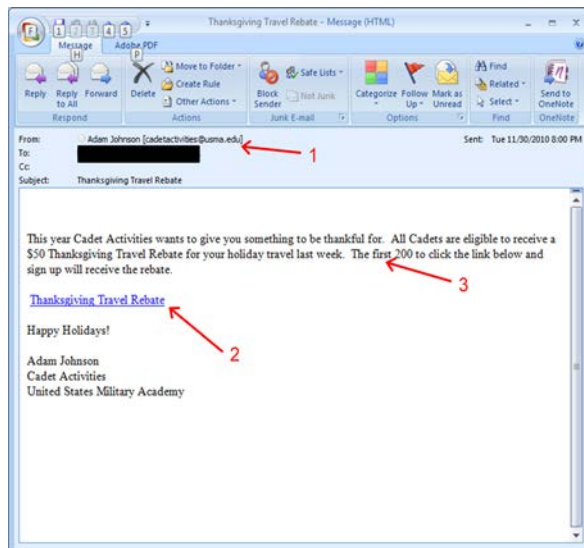 Thanksgiving Travel Rebate - Message (HTML)
F 1 2 3 4 5
Message Adobe PDF
H P
Reply Reply to All Forward
Respond
Delete Move to Folder
Create Rule
Other Actions
Actions
Block Sender Safe Lists
Not Junk
Junk E-mail
Categorize Follow Up Mark as Unread
Options
Find
Related
Select
Find
Send to OneNote
OneNote
From: Adam Johnson [cadetactivities@usma.edu] Sent: Tue 11/30/2010 8:00 PM
1
To:
Cc:
Subject: Thanksgiving Travel Rebate
This year Cadet Activities wants to give you something to be thankful for. All Cadets are eligible to receive a
$50 Thanksgiving Travel Rebate for your holiday travel last week. The first 200 to click the link below and
sign up will receive the rebate.
3
Thanksgiving Travel Rebate
Happy Holidays!
2
Adam Johnson
Cadet Activities
United States Military Academy